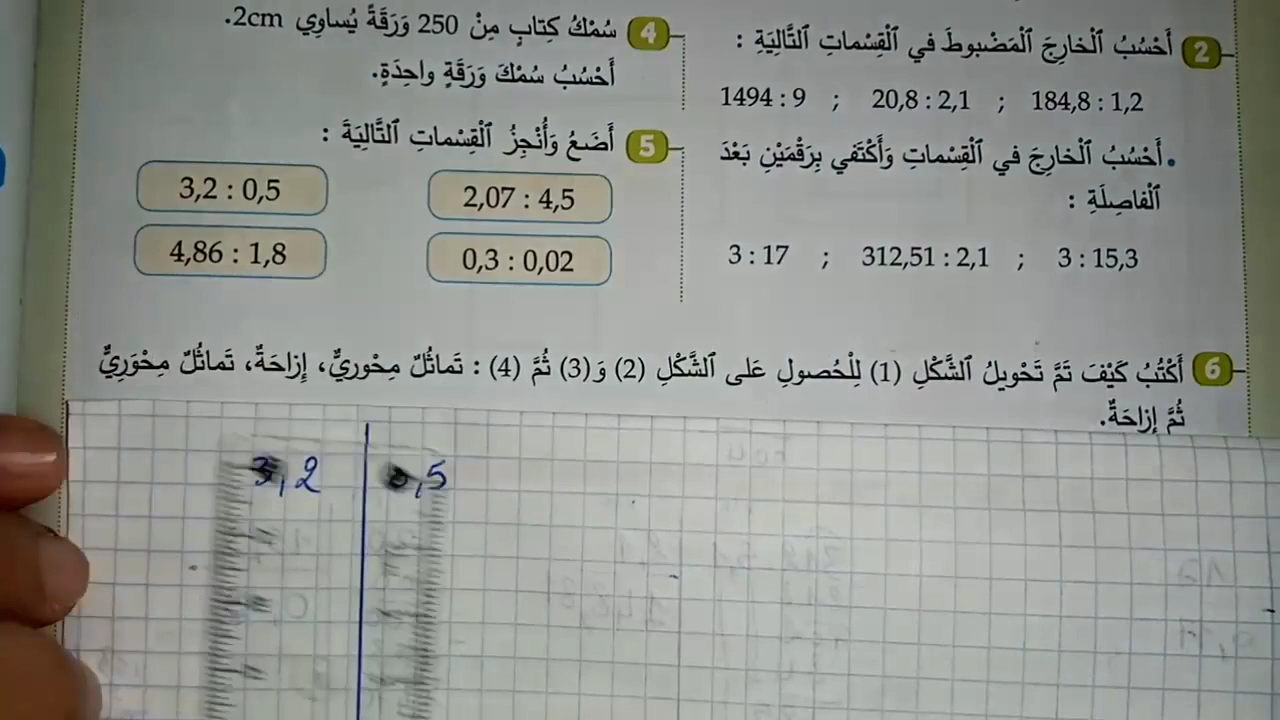 2 أَحْسُبُ ٱلْخارِجَ ٱلْمَضْبوطَ في ٱلْقِسْماتِ ٱلتَّالِيَةِ :
1494 : 9 ; 20,8 : 2,1 ; 184,8 : 1,2
• أَحْسُبُ ٱلْخارِجَ في ٱلْقِسْماتِ وَأَكْتَفي بِرَقْمَيْنِ بَعْدَ
ٱلْفاصِلَةِ :
3 : 17 ; 312,51 : 2,1 ; 3 : 15,3
4 سُمْكُ كِتابٍ مِنْ 250 وَرَقَةً يُساوِي 2cm.
أَحْسُبُ سُمْكَ وَرَقَةٍ واحِدَةٍ.
5 أَضَعُ وَأُنْجِزُ ٱلْقِسْماتِ ٱلتَّالِيَةَ :
3,2 : 0,5
2,07 : 4,5
4,86 : 1,8
0,3 : 0,02
6 أَكْتُبُ كَيْفَ تَمَّ تَحْوِيلُ ٱلشَّكْلِ (1) لِلْحُصولِ عَلى ٱلشَّكْلِ (2) وَ(3) ثُمَّ (4) : تَماثُلٌ مِحْوريٌّ، إِزاحَةٌ، تَماثُلٌ مِحْوَرِيٌّ
ثُمَّ إِزاحَةٌ.
3,2 0,5